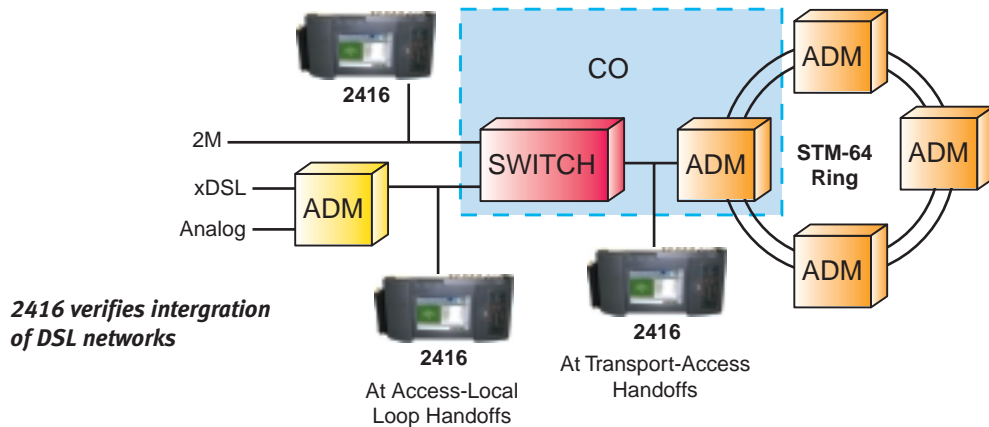 2416
CO
2M
xDSL
Analog
ADM
SWITCH
ADM
ADM
ADM
ADM
STM-64
Ring
2416 verifies intergration
of DSL networks
2416
At Access-Local
Loop Handoffs
2416
At Transport-Access
Handoffs